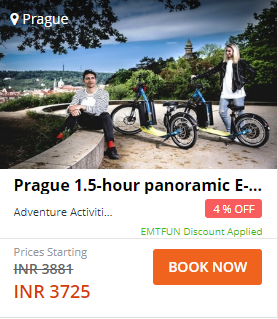 Prague
Prague 1.5-hour panoramic E-...
Adventure Activiti...
4 % OFF
EMTFUN Discount Applied
Prices Starting
INR 3881
INR 3725
BOOK NOW